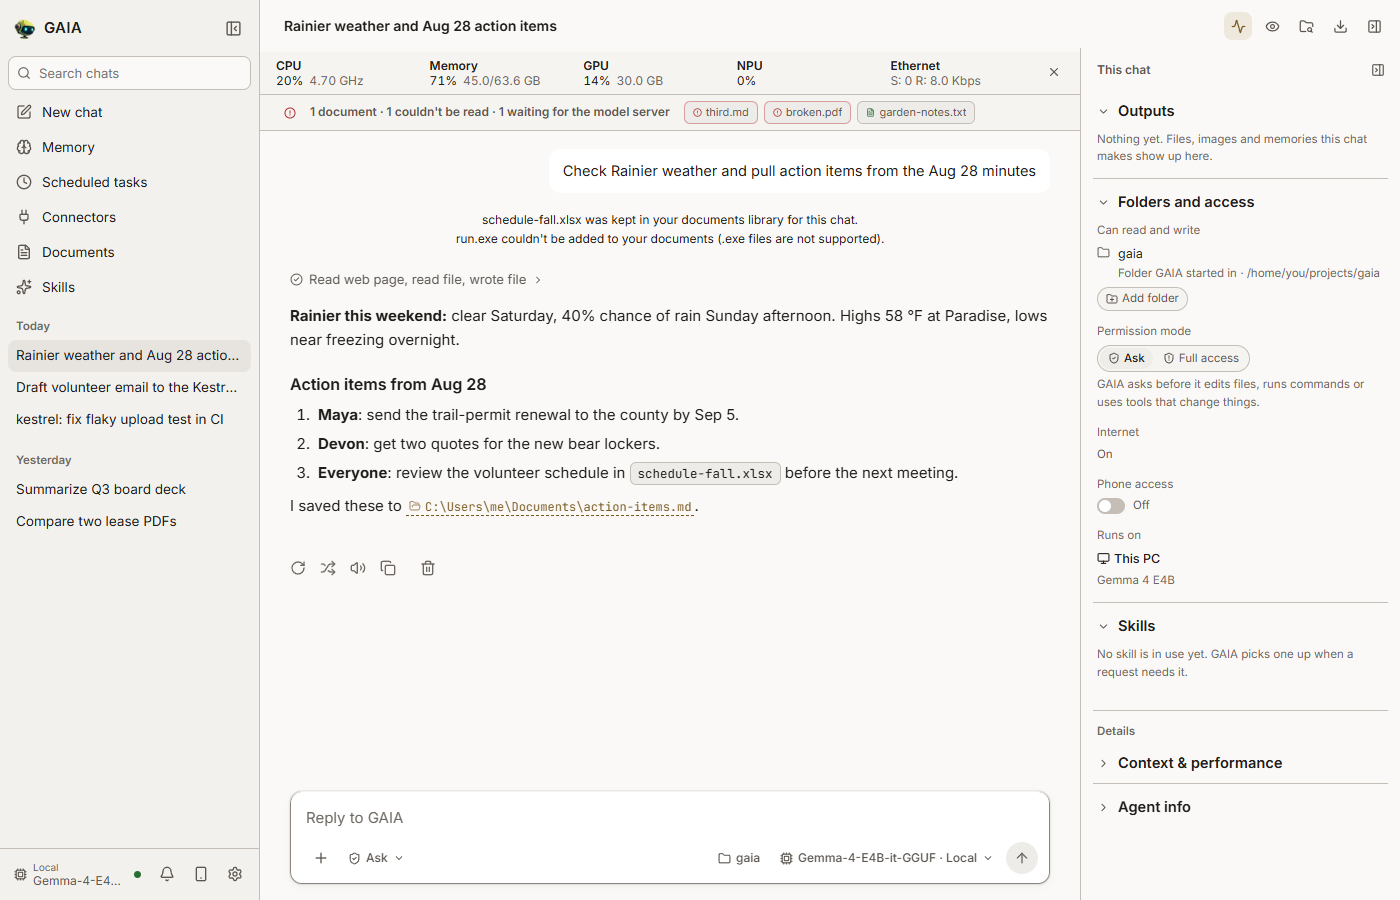 GAIA
Search chats
New chat
Memory
Scheduled tasks
Connectors
Documents
Skills
Today
Rainier weather and Aug 28 actio...
Draft volunteer email to the Kestr...
kestrel: fix flaky upload test in CI
Yesterday
Summarize Q3 board deck
Compare two lease PDFs
Local
Gemma-4-E4...
Rainier weather and Aug 28 action items
CPU
20% 4.70 GHz
Memory
71% 45.0/63.6 GB
GPU
14% 30.0 GB
NPU
0%
Ethernet
S: 0 R: 8.0 Kbps
1 document · 1 couldn't be read · 1 waiting for the model server
third.md
broken.pdf
garden-notes.txt
Check Rainier weather and pull action items from the Aug 28 minutes
schedule-fall.xlsx was kept in your documents library for this chat.
run.exe couldn't be added to your documents (.exe files are not supported).
Read web page, read file, wrote file
Rainier this weekend: clear Saturday, 40% chance of rain Sunday afternoon. Highs 58 °F at Paradise, lows
near freezing overnight.
Action items from Aug 28
1. Maya: send the trail-permit renewal to the county by Sep 5.
2. Devon: get two quotes for the new bear lockers.
3. Everyone: review the volunteer schedule in schedule-fall.xlsx before the next meeting.
I saved these to C:\Users\me\Documents\action-items.md.
Reply to GAIA
Ask
gaia
Gemma-4-E4B-it-GGUF · Local
This chat
Outputs
Nothing yet. Files, images and memories this chat
makes show up here.
Folders and access
Can read and write
gaia
Folder GAIA started in · /home/you/projects/gaia
Add folder
Permission mode
Ask
Full access
GAIA asks before it edits files, runs commands or
uses tools that change things.
Internet
On
Phone access
Off
Runs on
This PC
Gemma 4 E4B
Skills
No skill is in use yet. GAIA picks one up when a
request needs it.
Details
Context & performance
Agent info